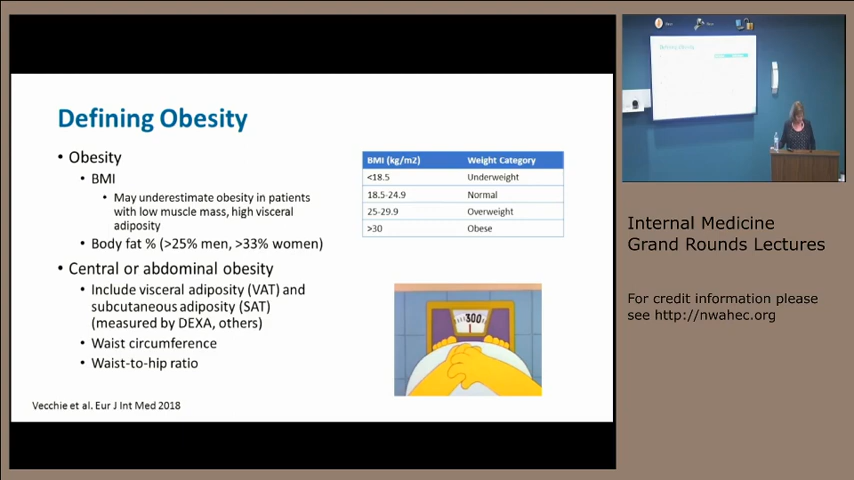 Defining Obesity
• Obesity
• BMI
• May underestimate obesity in patients
with low muscle mass, high visceral
adiposity
• Body fat % (>25% men, >33% women)
• Central or abdominal obesity
• Include visceral adiposity (VAT) and
subcutaneous adiposity (SAT)
(measured by DEXA, others)
• Waist circumference
• Waist-to-hip ratio
BMI (kg/m2) Weight Category
<18.5 Underweight
18.5-24.9 Normal
25-29.9 Overweight
>30 Obese
300
Vecchie et al. Eur J Int Med 2018
Defining Obesity
Internal Medicine
Grand Rounds Lectures
For credit information please
see http://nwahec.org